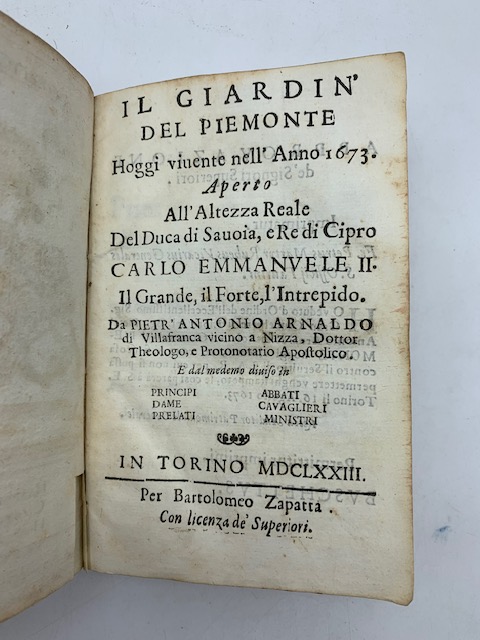 IL GIARDIN'
DEL PIEMONTE
Hoggi viuente nell'Anno 1673.
Aperto
All'Altezza Reale
Del Duca di Sauoia, e Re di Cipro
CARLO EMMANVELE II.
Il Grande, il Forte, l'Intrepido.
Da PIETR' ANTONIO ARNALDO
di Villafranca vicino a Nizza, Dottor
Theologo, e Protonotario Apostolico.
E dal medemo diuiso in
PRINCIPI ABBATI
DAME CAVAGLIERI
PRELATI MINISTRI
IN TORINO MDCLXXIII.
Per Bartolomeo Zapatta.
Con licenza de' Superiori.